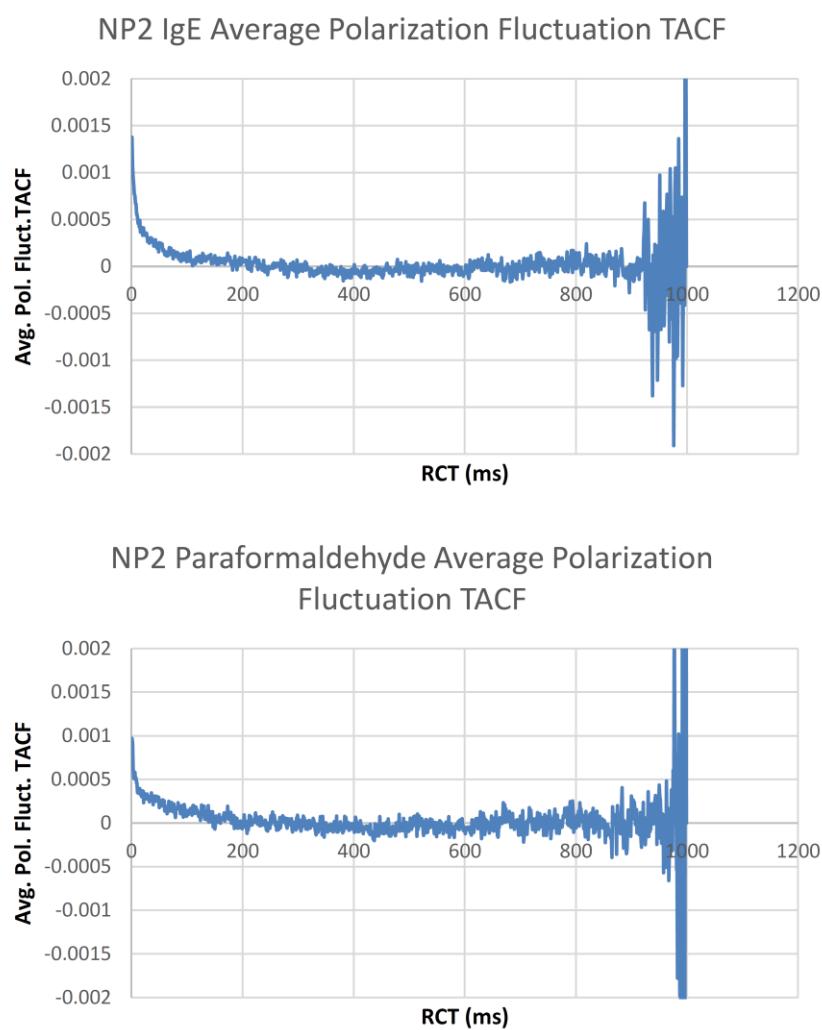 NP2 IgE Average Polarization Fluctuation TACF
0.002
0.0015
0.001
0.0005
0
-0.0005
-0.001
-0.0015
-0.002
0 200 400 600 800 1000 1200
Avg. Pol. Fluct.TACF
RCT (ms)
NP2 Paraformaldehyde Average Polarization
Fluctuation TACF
0.002
0.0015
0.001
0.0005
0
-0.0005
-0.001
-0.0015
-0.002
0 200 400 600 800 1000 1200
Avg. Pol. Fluct. TACF
RCT (ms)